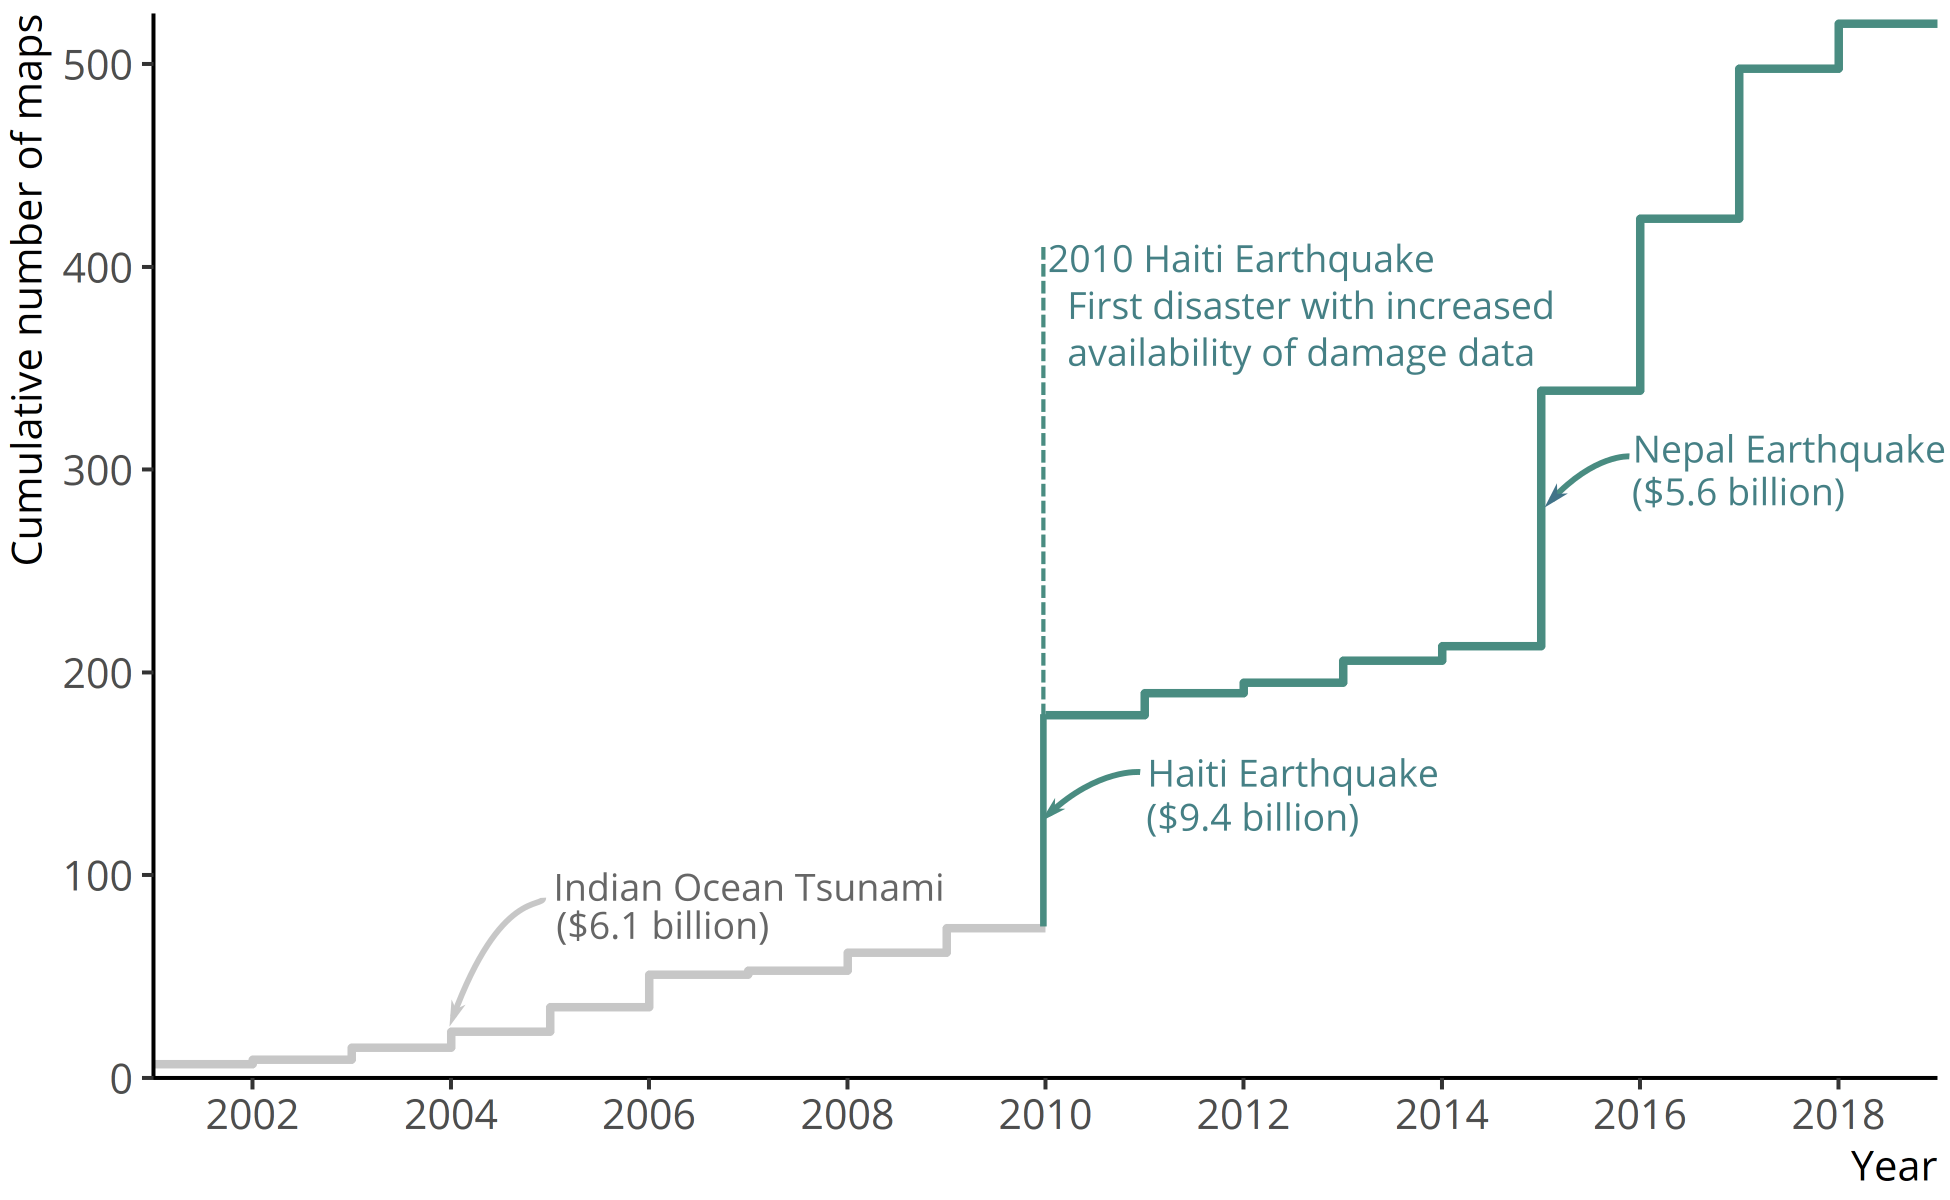 Cumulative number of maps
500
400
300
200
100
0
2010 Haiti Earthquake
First disaster with increased
availability of damage data
Nepal Earthquake
($5.6 billion)
Haiti Earthquake
($9.4 billion)
Indian Ocean Tsunami
($6.1 billion)
2002 2004 2006 2008 2010 2012 2014 2016 2018
Year